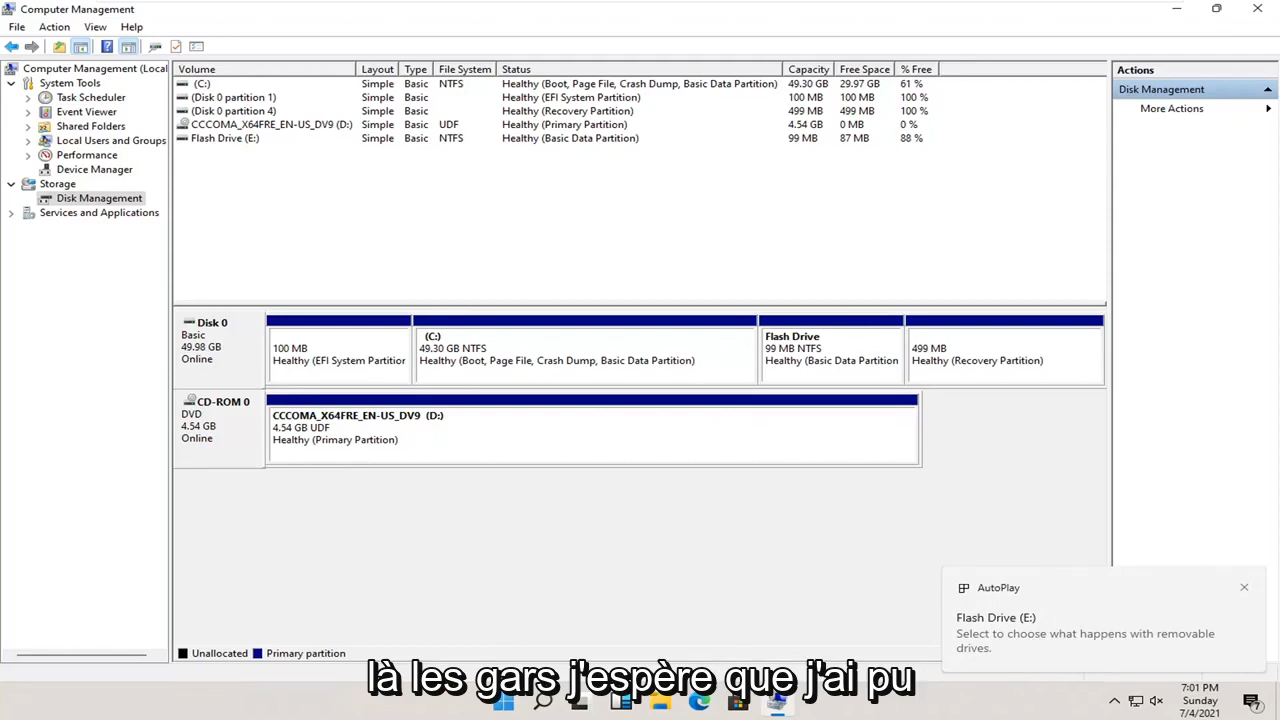 Computer Management
File Action View Help
Computer Management (Local
System Tools
Task Scheduler
Event Viewer
Shared Folders
Local Users and Groups
Performance
Device Manager
Storage
Disk Management
Services and Applications
Volume Layout Type File System Status Capacity Free Space % Free
(C:) Simple Basic NTFS Healthy (Boot, Page File, Crash Dump, Basic Data Partition) 49.30 GB 29.97 GB 61 %
(Disk 0 partition 1) Simple Basic Healthy (EFI System Partition) 100 MB 100 MB 100 %
(Disk 0 partition 4) Simple Basic Healthy (Recovery Partition) 499 MB 499 MB 100 %
CCCOMA_X64FRE_EN-US_DV9 (D:) Simple Basic UDF Healthy (Primary Partition) 4.54 GB 0 MB 0 %
Flash Drive (E:) Simple Basic NTFS Healthy (Basic Data Partition) 99 MB 87 MB 88 %
Disk 0
Basic
49.98 GB
Online
100 MB
Healthy (EFI System Partition
(C:)
49.30 GB NTFS
Healthy (Boot, Page File, Crash Dump, Basic Data Partition)
Flash Drive
99 MB NTFS
Healthy (Basic Data Partition
499 MB
Healthy (Recovery Partition)
CD-ROM 0
DVD
4.54 GB
Online
CCCOMA_X64FRE_EN-US_DV9 (D:)
4.54 GB UDF
Healthy (Primary Partition)
Unallocated Primary partition
Actions
Disk Management
More Actions
AutoPlay
Flash Drive (E:)
Select to choose what happens with removable
drives.
là les gars j'espère que j'ai pu
7:01 PM
Sunday
7/4/2021
7